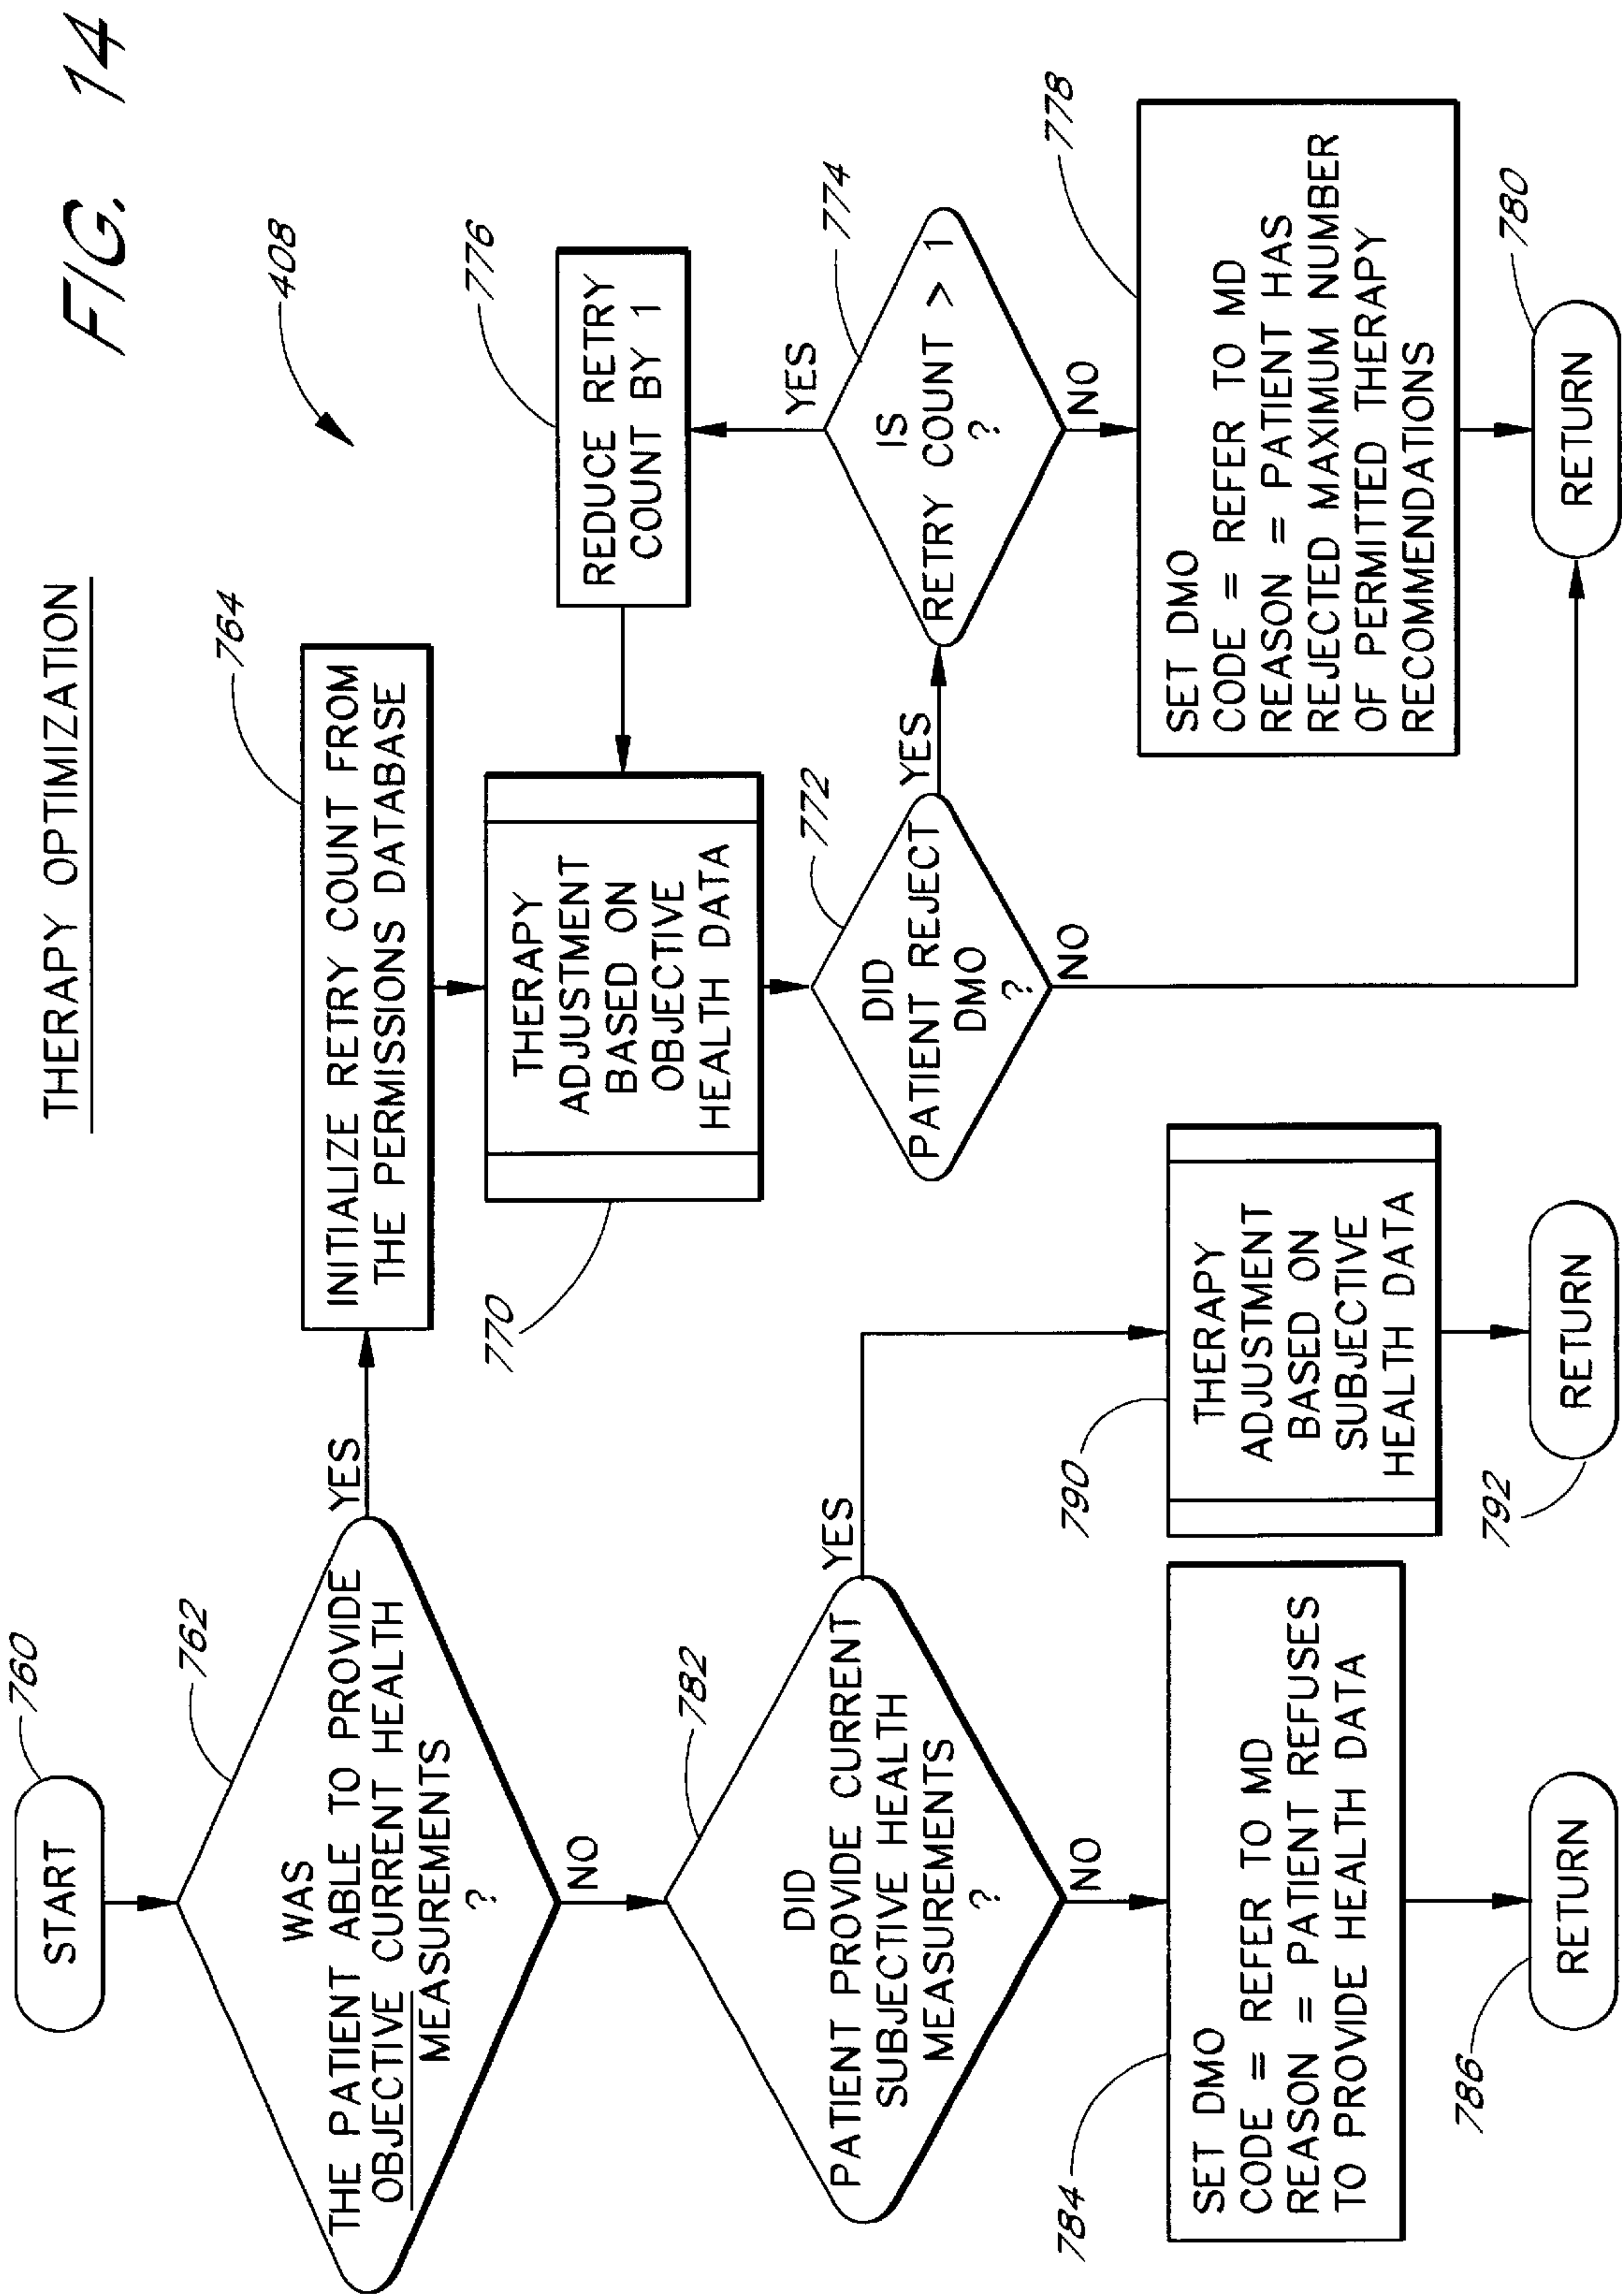 THERAPY OPTIMIZATION
FIG. 14
408
760
START
762
WAS
THE PATIENT ABLE TO PROVIDE
OBJECTIVE CURRENT HEALTH
MEASUREMENTS
?
YES
NO
764
INITIALIZE RETRY COUNT FROM
THE PERMISSIONS DATABASE
770
THERAPY
ADJUSTMENT
BASED ON
OBJECTIVE
HEALTH DATA
776
REDUCE RETRY
COUNT BY 1
772
DID
PATIENT REJECT
DMO
?
YES
NO
774
IS
RETRY COUNT > 1
?
YES
NO
778
SET DMO
CODE = REFER TO MD
REASON = PATIENT HAS
REJECTED MAXIMUM NUMBER
OF PERMITTED THERAPY
RECOMMENDATIONS
780
RETURN
782
DID
PATIENT PROVIDE CURRENT
SUBJECTIVE HEALTH
MEASUREMENTS
?
YES
NO
784
SET DMO
CODE = REFER TO MD
REASON = PATIENT REFUSES
TO PROVIDE HEALTH DATA
786
RETURN
790
THERAPY
ADJUSTMENT
BASED ON
SUBJECTIVE
HEALTH DATA
792
RETURN